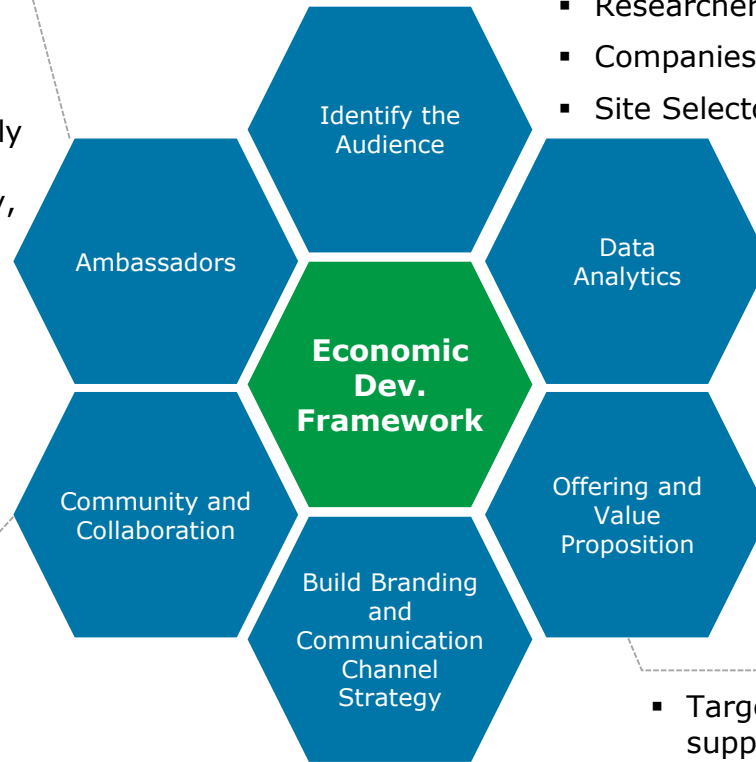 Companies
Site
Identify the
Audience
Ambassadors
Data
Analytics
Economic
Dev.
Framework
Community and
Collaboration
Offering and
Value
Proposition
Build Branding
and
Communication
Channel
Strategy